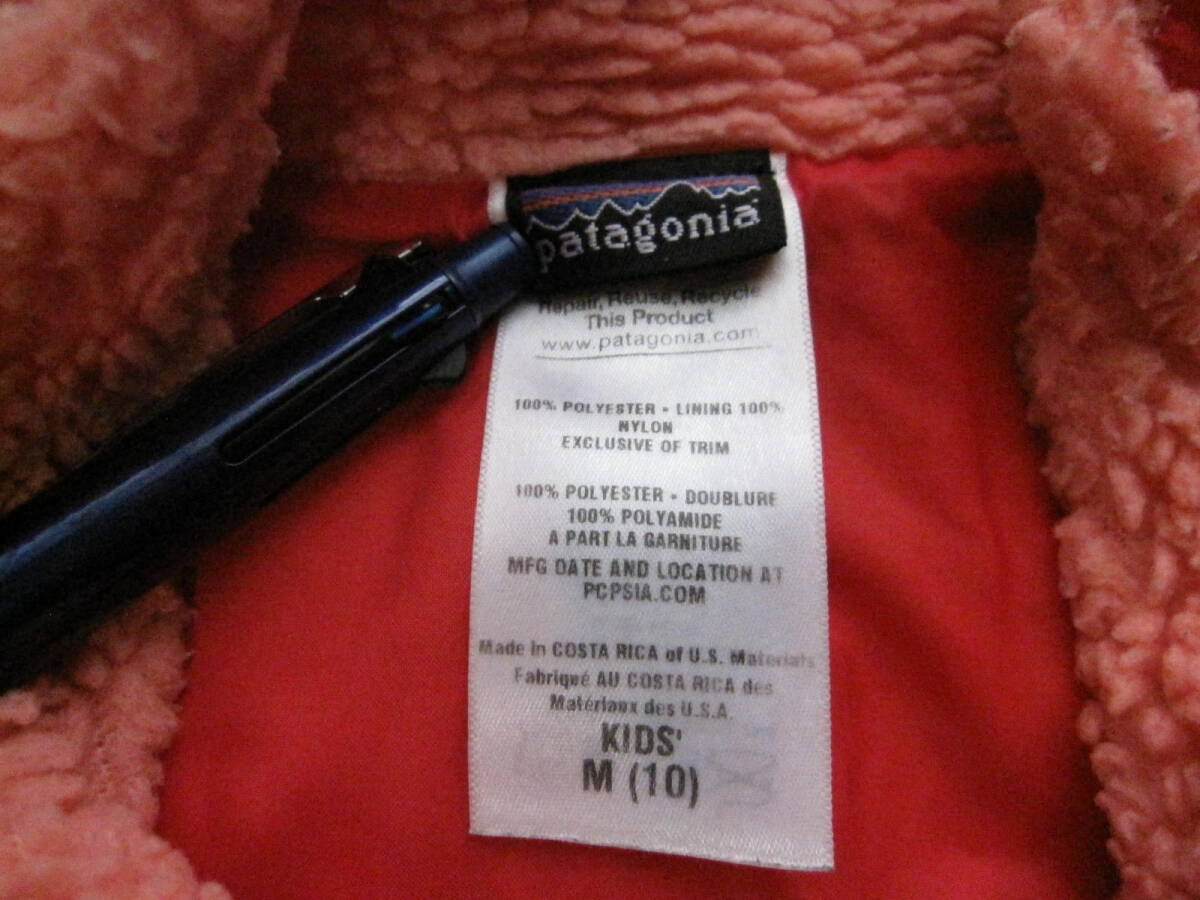 patagonia
Repair, Reuse, Recycle
This Product
www.patagonia.com
100% POLYESTER • LINING 100%
NYLON
EXCLUSIVE OF TRIM
100% POLYESTER • DOUBLURE
100% POLYAMIDE
A PART LA GARNITURE
MFG DATE AND LOCATION AT
PCPSIA.COM
Made in COSTA RICA of U.S. Materials
Fabriqué AU COSTA RICA des
Matériaux des U.S.A.
KIDS'
M (10)